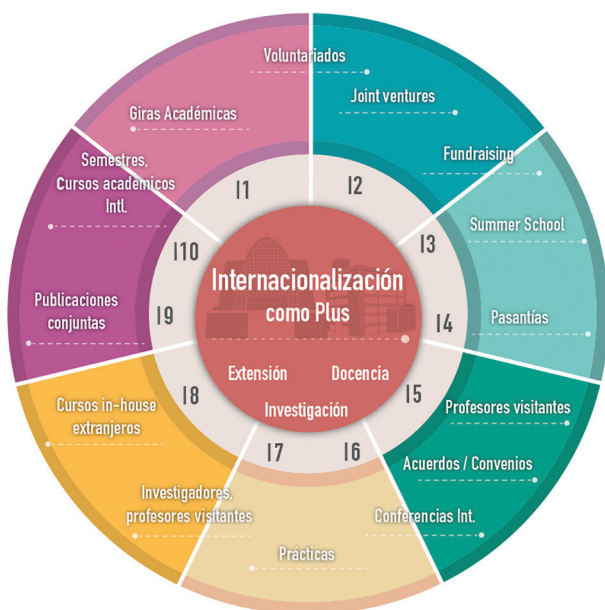 Voluntariados
Joint ventures
Giras Académicas
Fundraising
Semestres,
Cursos académicos
Intl.
Summer School
I1
I2
I3
I4
I5
I6
I7
I8
I9
I10
Internacionalización
como Plus
Extensión
Docencia
Investigación
Publicaciones
conjuntas
Pasantías
Cursos in-house
extranjeros
Profesores visitantes
Acuerdos / Convenios
Investigadores,
profesores visitantes
Conferencias Int.
Prácticas